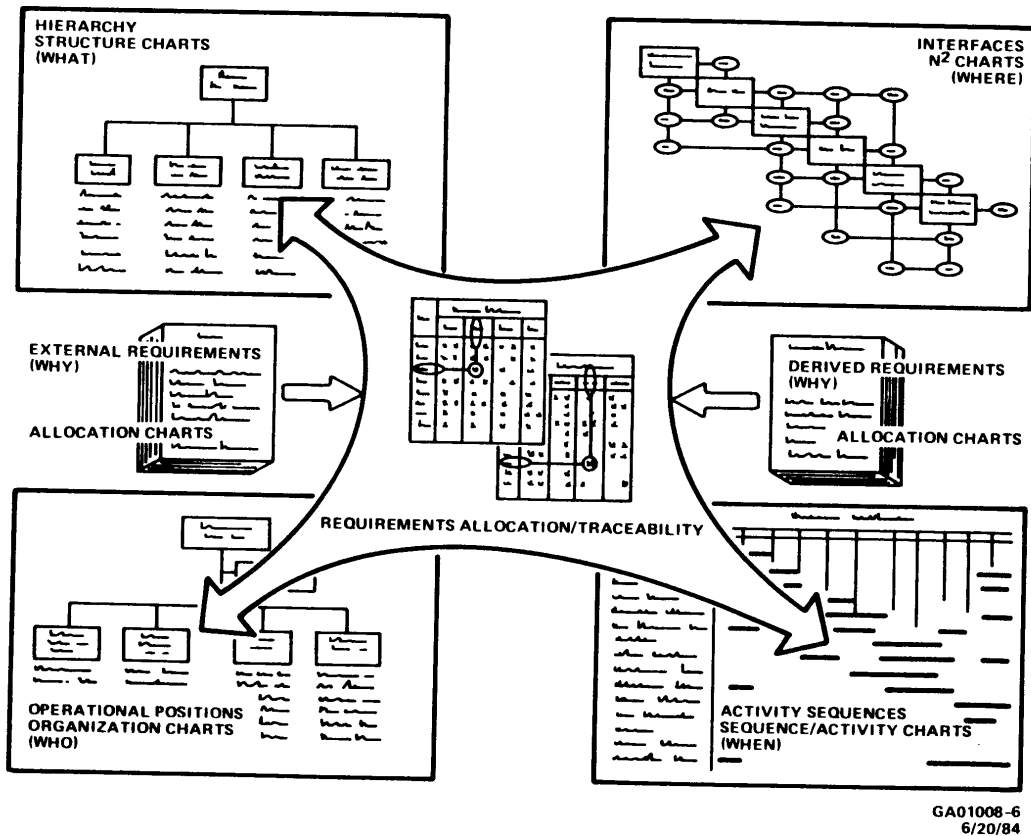 HIERARCHY
STRUCTURE CHARTS
(WHAT)
INTERFACES
N² CHARTS
(WHERE)
EXTERNAL REQUIREMENTS
(WHY)
ALLOCATION CHARTS
DERIVED REQUIREMENTS
(WHY)
ALLOCATION CHARTS
REQUIREMENTS ALLOCATION/TRACEABILITY
OPERATIONAL POSITIONS
ORGANIZATION CHARTS
(WHO)
ACTIVITY SEQUENCES
SEQUENCE/ACTIVITY CHARTS
(WHEN)
GA01008-6
6/20/84